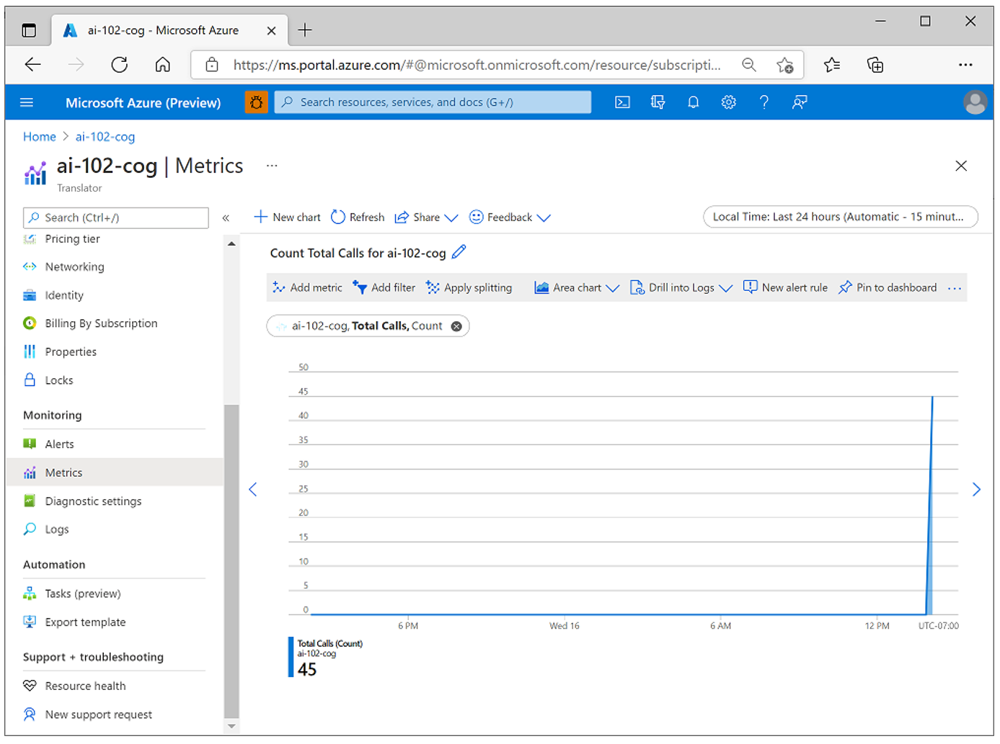 ai-102-cog - Microsoft Azure
https://ms.portal.azure.com/#@microsoft.onmicrosoft.com/resource/subscripti...
Microsoft Azure (Preview)
Search resources, services, and docs (G+/)
Home > ai-102-cog
ai-102-cog | Metrics ...
Translator
Search (Ctrl+/)
«
New chart
Refresh
Share
Feedback
Local Time: Last 24 hours (Automatic - 15 minut...
Pricing tier
Networking
Identity
Billing By Subscription
Properties
Locks
Monitoring
Alerts
Metrics
Diagnostic settings
Logs
Automation
Tasks (preview)
Export template
Support + troubleshooting
Resource health
New support request
Count Total Calls for ai-102-cog
Add metric
Add filter
Apply splitting
Area chart
Drill into Logs
New alert rule
Pin to dashboard
...
ai-102-cog, Total Calls, Count
50
45
40
35
30
25
20
15
10
5
0
6 PM
Wed 16
6 AM
12 PM
UTC-07:00
Total Calls (Count)
ai-102-cog
45